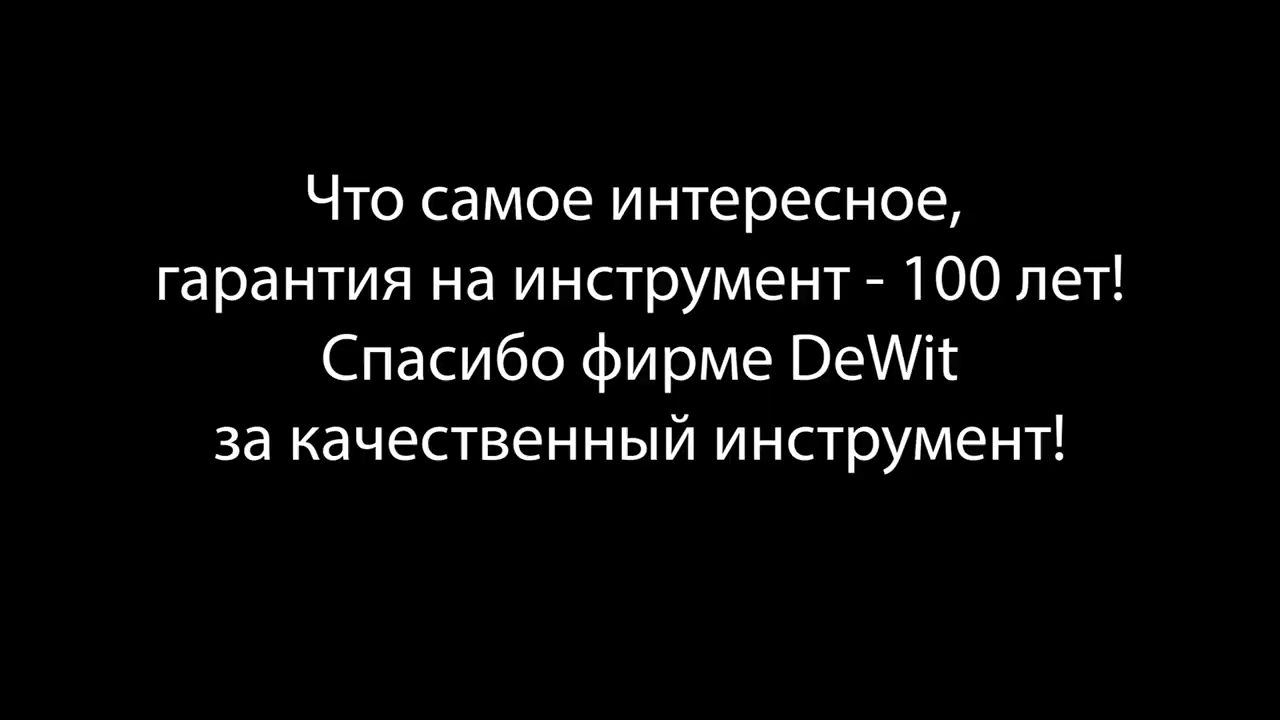 Что самое интересное,
гарантия на инструмент - 100 лет!
Спасибо фирме DeWit
за качественный инструмент!